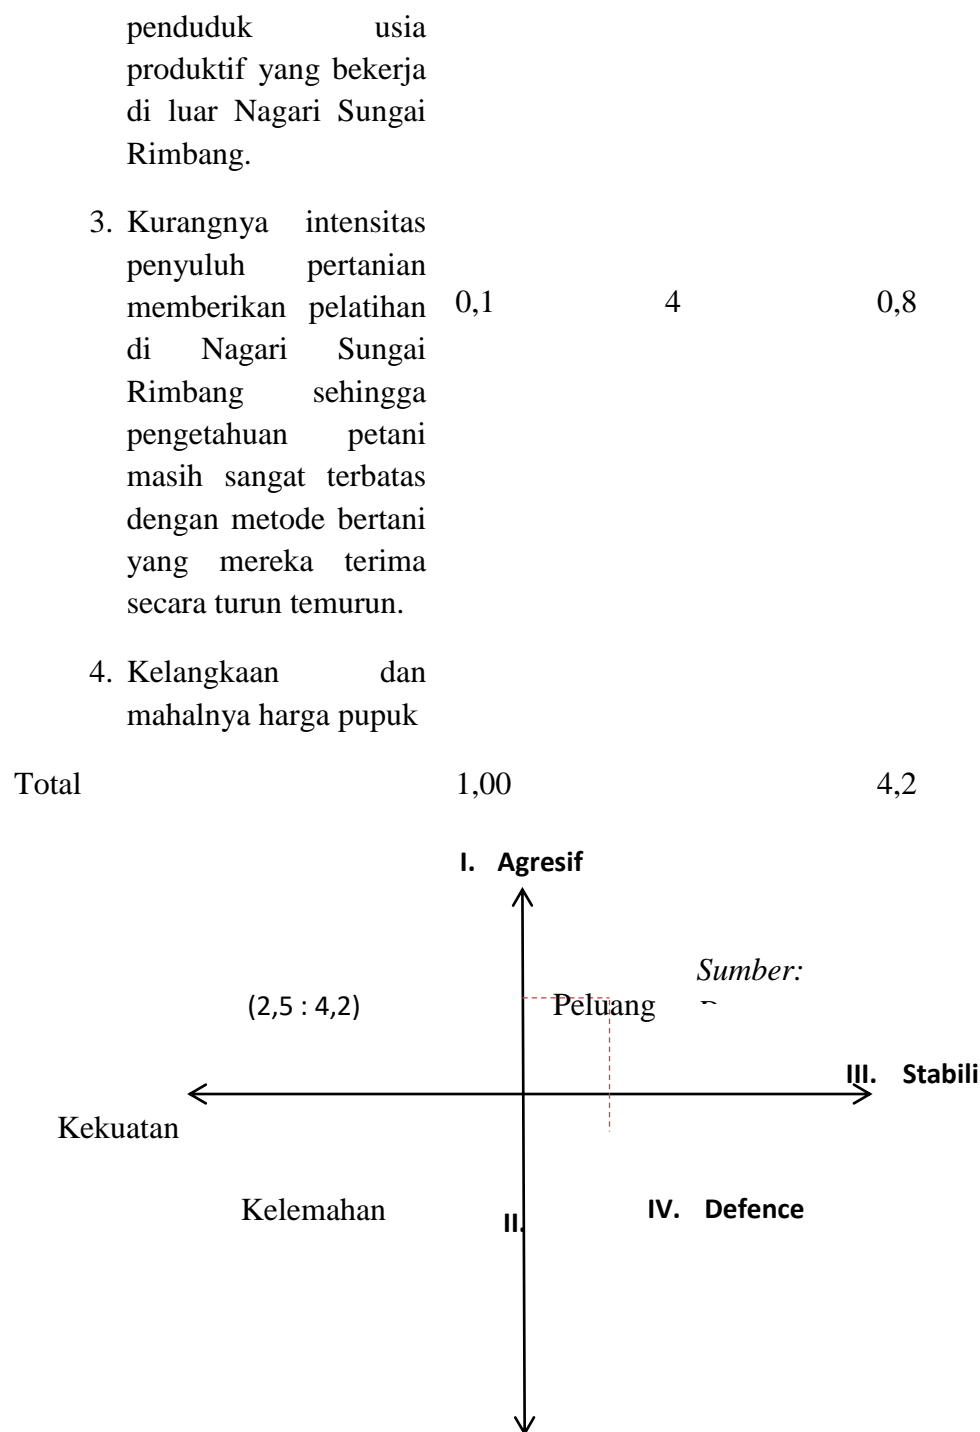 penduduk usia
produktif yang bekerja
di luar Nagari Sungai
Rimbang.
3. Kurangnya intensitas
penyuluh pertanian
memberikan pelatihan 0,1 4 0,8
di Nagari Sungai
Rimbang sehingga
pengetahuan petani
masih sangat terbatas
dengan metode bertani
yang mereka terima
secara turun temurun.
4. Kelangkaan dan
mahalnya harga pupuk
Total 1,00 4,2
I. Agresif
Sumber:
(2,5 : 4,2) Peluang
III. Stabili
Kekuatan
Kelemahan II. IV. Defence